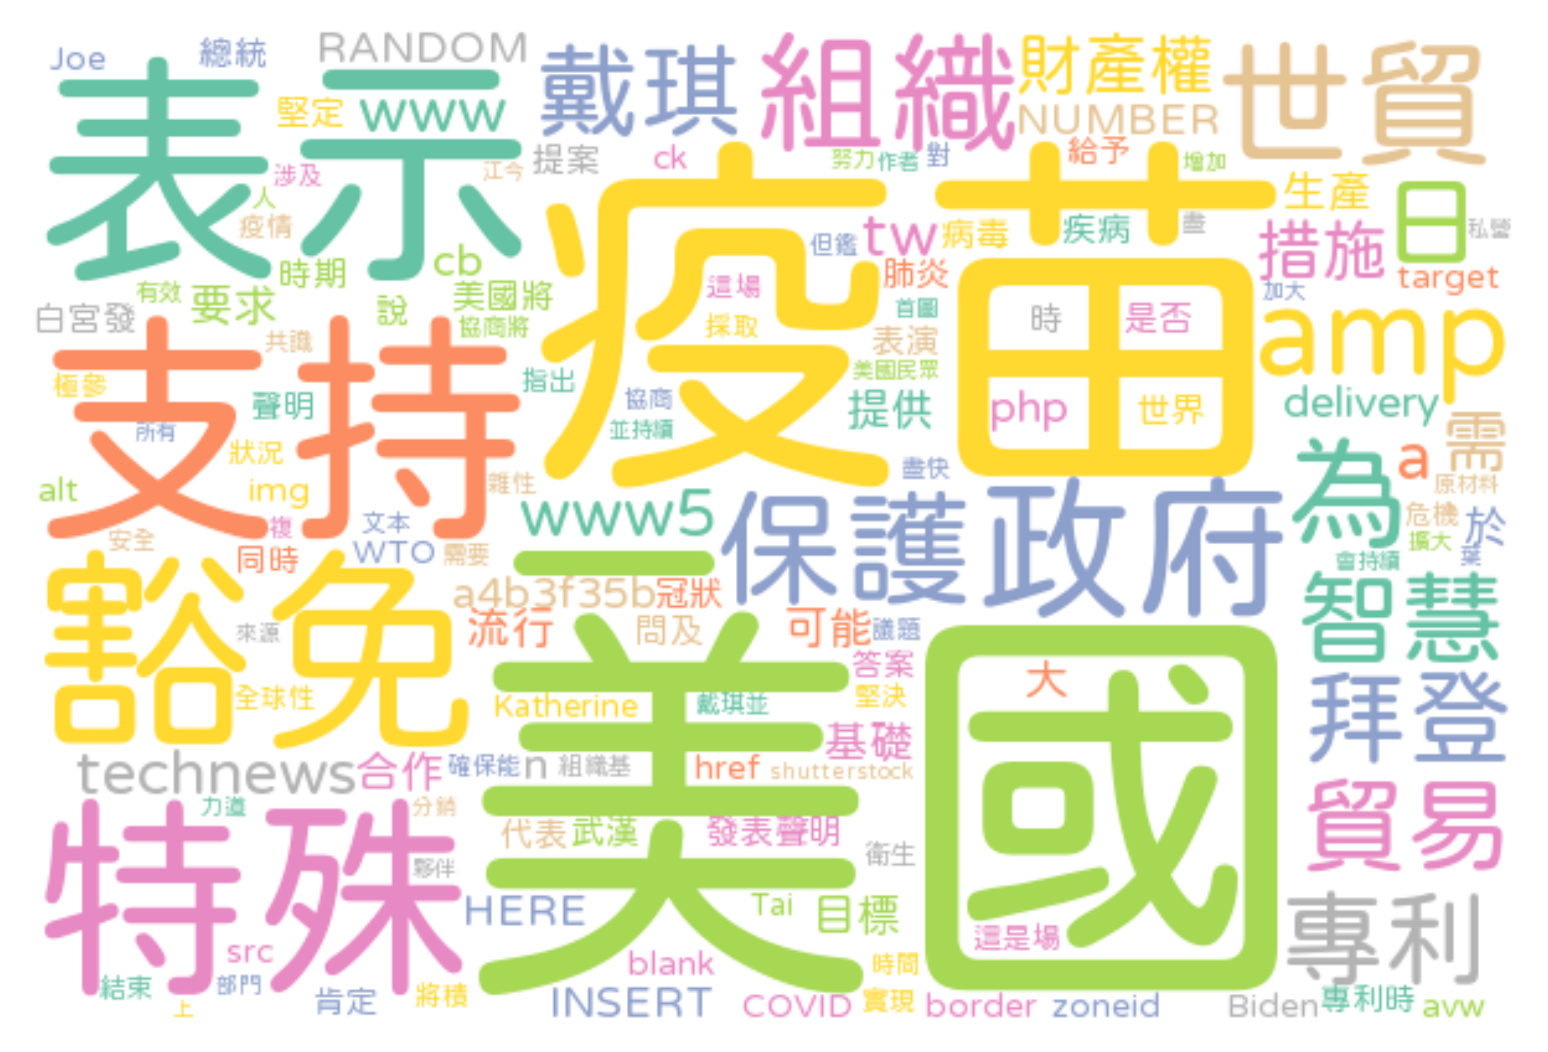 Joe
總統
RANDOM
戴琪
組織
財產權
世貿
表示
堅定
www
NUMBER
提案
ck
努力
作者
對
給予
增加
涉及
江今
人
疫情
疫苗
生產
日
私營
時期
cb
但鑑
tw
病毒
疾病
盡
措施
target
肺炎
加大
白宮發
有效
要求
說
美國將
協商將
這場
採取
首圖
表演
時
是否
amp
支持
共識
極參
聲明
指出
協商
並持續
美國民眾
提供
php
世界
delivery
所有
狀況
盡快
為
a
需
alt
img
雜性
原材料
複
文本
www5
保護
政府
危機
於
擴大
安全
同時
WTO
需要
會持續
葉
豁免
a4b3f35b
冠狀
智慧
來源
流行
問及
可能
議題
全球性
美國
答案
大
拜登
Katherine
戴琪並
堅決
基礎
technews
合作
確保能
n
組織基
href
shutterstock
貿易
特殊
力道
分銷
代表
武漢
發表聲明
夥伴
衛生
HERE
Tai
目標
專利
src
blank
時間
這是場
結束
部門
上
肯定
將積
INSERT
COVID
實現
border
zoneid
Biden
專利時
avw